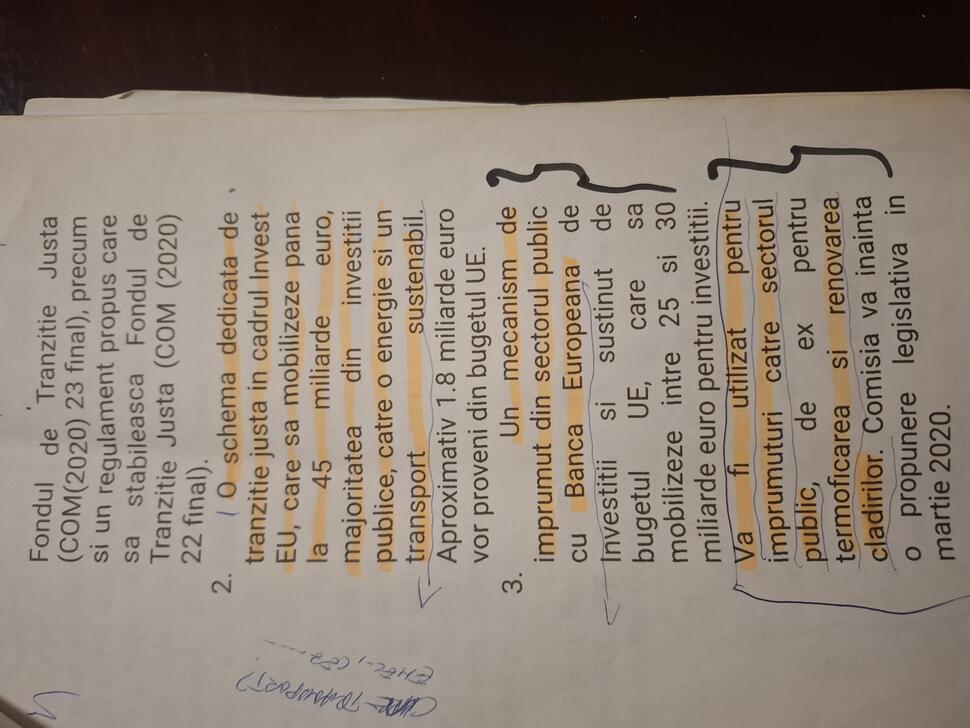 Fondul de Tranzitie Justa
(COM(2020) 23 final), precum
si un regulament propus care
sa stabileasca Fondul de
Tranzitie Justa (COM (2020)
22 final).
2. O schema dedicata de
tranzitie justa in cadrul Invest
EU, care sa mobilizeze pana
la 45 miliarde euro,
majoritatea din investitii
publice, catre o energie si un
transport sustenabil.
Aproximativ 1.8 miliarde euro
vor proveni din bugetul UE.
3. Un mecanism de
imprumut din sectorul public
cu Banca Europeana de
Investitii si sustinut de
bugetul UE, care sa
mobilizeze intre 25 si 30
miliarde euro pentru investitii.
Va fi utilizat pentru
imprumuturi catre sectorul
public, de ex pentru
termoficarea si renovarea
cladirilor. Comisia va inainta
o propunere legislativa in
martie 2020.
TRANSPORT?